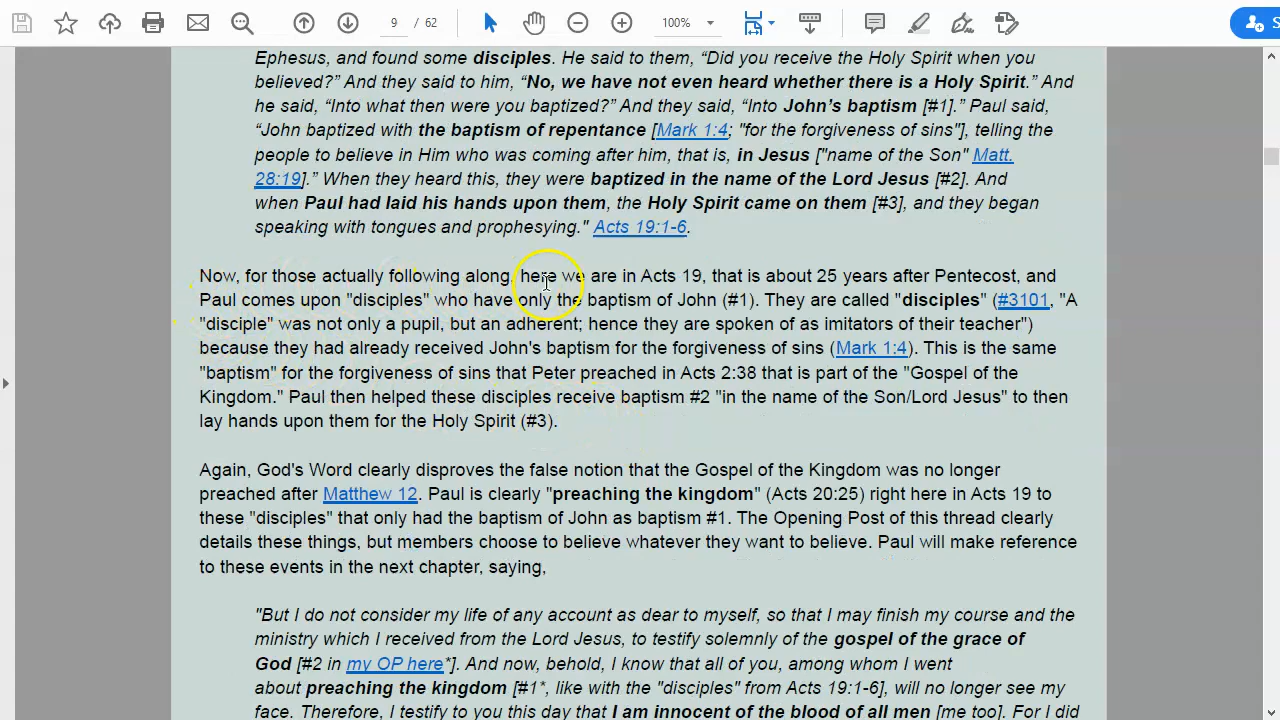 9 / 62 100% S
Ephesus, and found some disciples. He said to them, “Did you receive the Holy Spirit when you
believed?” And they said to him, “No, we have not even heard whether there is a Holy Spirit.” And
he said, “Into what then were you baptized?” And they said, “Into John’s baptism [#1].” Paul said,
“John baptized with the baptism of repentance [Mark 1:4; "for the forgiveness of sins"], telling the
people to believe in Him who was coming after him, that is, in Jesus ["name of the Son" Matt.
28:19].” When they heard this, they were baptized in the name of the Lord Jesus [#2]. And
when Paul had laid his hands upon them, the Holy Spirit came on them [#3], and they began
speaking with tongues and prophesying." Acts 19:1-6.
Now, for those actually following along, here we are in Acts 19, that is about 25 years after Pentecost, and
Paul comes upon "disciples" who have only the baptism of John (#1). They are called "disciples" (#3101, "A
"disciple" was not only a pupil, but an adherent; hence they are spoken of as imitators of their teacher")
because they had already received John's baptism for the forgiveness of sins (Mark 1:4). This is the same
"baptism" for the forgiveness of sins that Peter preached in Acts 2:38 that is part of the "Gospel of the
Kingdom." Paul then helped these disciples receive baptism #2 "in the name of the Son/Lord Jesus" to then
lay hands upon them for the Holy Spirit (#3).
Again, God's Word clearly disproves the false notion that the Gospel of the Kingdom was no longer
preached after Matthew 12. Paul is clearly "preaching the kingdom" (Acts 20:25) right here in Acts 19 to
these "disciples" that only had the baptism of John as baptism #1. The Opening Post of this thread clearly
details these things, but members choose to believe whatever they want to believe. Paul will make reference
to these events in the next chapter, saying,
"But I do not consider my life of any account as dear to myself, so that I may finish my course and the
ministry which I received from the Lord Jesus, to testify solemnly of the gospel of the grace of
God [#2 in my OP here*]. And now, behold, I know that all of you, among whom I went
about preaching the kingdom [#1*, like with the "disciples" from Acts 19:1-6], will no longer see my
face. Therefore, I testify to you this day that I am innocent of the blood of all men [me too]. For I did